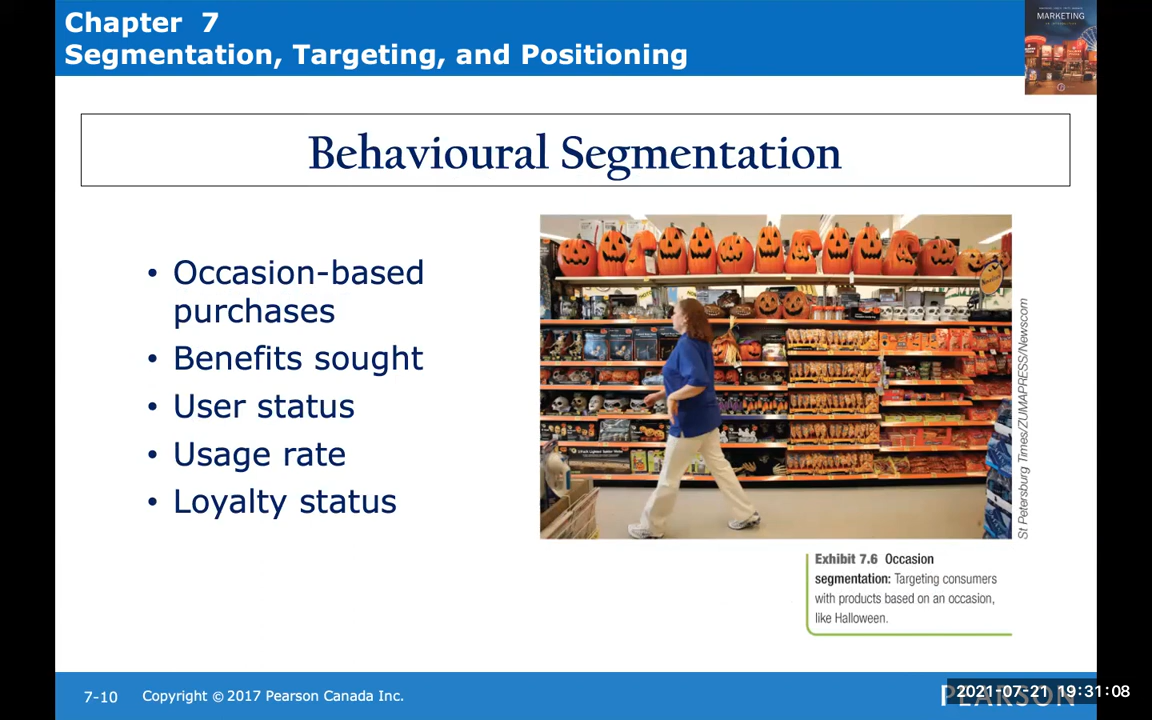 Chapter 7
Segmentation, Targeting, and Positioning
MARKETING
Behavioural Segmentation
• Occasion-based
purchases
• Benefits sought
• User status
• Usage rate
• Loyalty status
St Petersburg Times/ZUMAPRESS/Newscom
Exhibit 7.6 Occasion
segmentation: Targeting consumers
with products based on an occasion,
like Halloween.
7-10
Copyright © 2017 Pearson Canada Inc.
PEARSON
2021-07-21 19:31:08